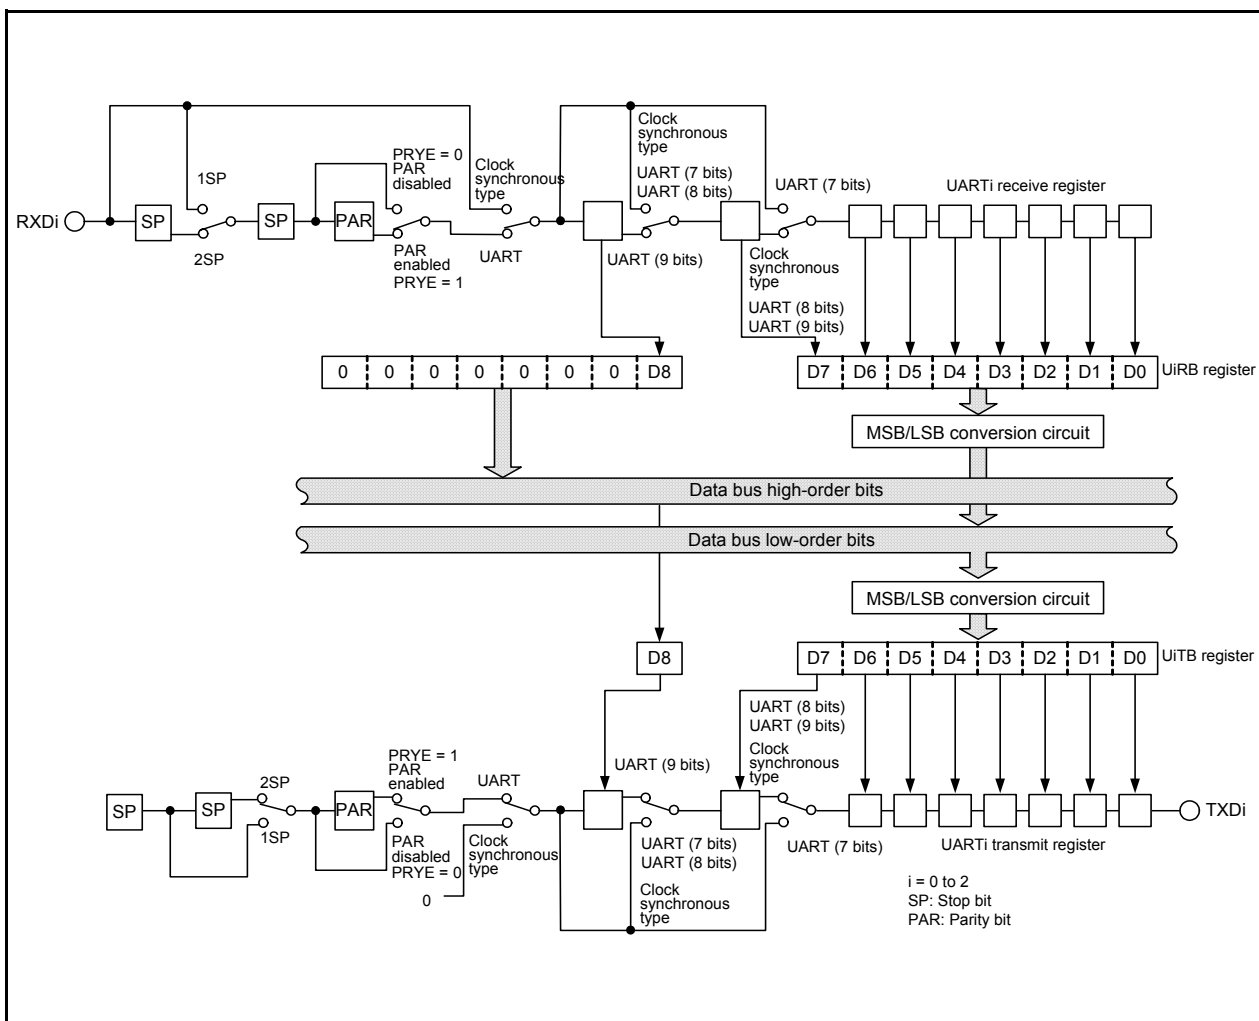 Clock
synchronous
type
PRYE = 0
PAR
disabled
Clock
synchronous
type
1SP
UART (7 bits)
UART (8 bits)
UART (7 bits)
UARTi receive register
RXDi
SP
SP
PAR
2SP
PAR
enabled
PRYE = 1
UART
UART (9 bits)
Clock
synchronous
type
UART (8 bits)
UART (9 bits)
0 0 0 0 0 0 0 D8
D7 D6 D5 D4 D3 D2 D1 D0
UiRB register
MSB/LSB conversion circuit
Data bus high-order bits
Data bus low-order bits
MSB/LSB conversion circuit
D8
D7 D6 D5 D4 D3 D2 D1 D0
UiTB register
UART (8 bits)
UART (9 bits)
PRYE = 1
PAR
enabled
2SP
UART
UART (9 bits)
Clock
synchronous
type
SP
SP
PAR
TXDi
1SP
PAR
disabled
PRYE = 0
Clock
synchronous
type
0
UART (7 bits)
UART (8 bits)
UART (7 bits)
UARTi transmit register
Clock
synchronous
type
i = 0 to 2
SP: Stop bit
PAR: Parity bit